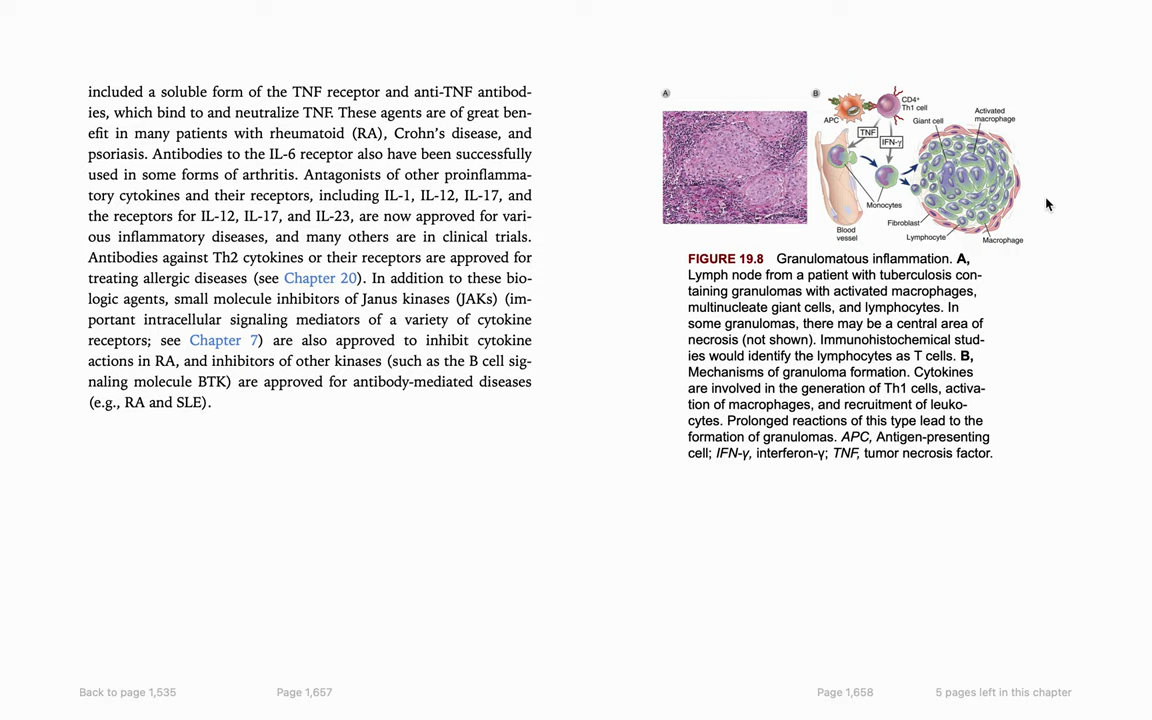 included a soluble form of the TNF receptor and anti-TNF antibod-
ies, which bind to and neutralize TNF. These agents are of great ben-
efit in many patients with rheumatoid (RA), Crohn's disease, and
psoriasis. Antibodies to the IL-6 receptor also have been successfully
used in some forms of arthritis. Antagonists of other proinflamma-
tory cytokines and their receptors, including IL-1, IL-12, IL-17, and
the receptors for IL-12, IL-17, and IL-23, are now approved for vari-
ous inflammatory diseases, and many others are in clinical trials.
Antibodies against Th2 cytokines or their receptors are approved for
treating allergic diseases (see Chapter 20). In addition to these bio-
logic agents, small molecule inhibitors of Janus kinases (JAKs) (im-
portant intracellular signaling mediators of a variety of cytokine
receptors; see Chapter 7) are also approved to inhibit cytokine
actions in RA, and inhibitors of other kinases (such as the B cell sig-
naling molecule BTK) are approved for antibody-mediated diseases
(e.g., RA and SLE).
A
B
CD4+
Th1 cell
APC
TNF
IFN-γ
Giant cell
Activated
macrophage
Monocytes
Blood
vessel
Fibroblast
Lymphocyte
Macrophage
FIGURE 19.8 Granulomatous inflammation. A,
Lymph node from a patient with tuberculosis con-
taining granulomas with activated macrophages,
multinucleate giant cells, and lymphocytes. In
some granulomas, there may be a central area of
necrosis (not shown). Immunohistochemical stud-
ies would identify the lymphocytes as T cells. B,
Mechanisms of granuloma formation. Cytokines
are involved in the generation of Th1 cells, activa-
tion of macrophages, and recruitment of leuko-
cytes. Prolonged reactions of this type lead to the
formation of granulomas. APC, Antigen-presenting
cell; IFN-γ, interferon-γ; TNF, tumor necrosis factor.
Back to page 1,535
Page 1,657
Page 1,658
5 pages left in this chapter